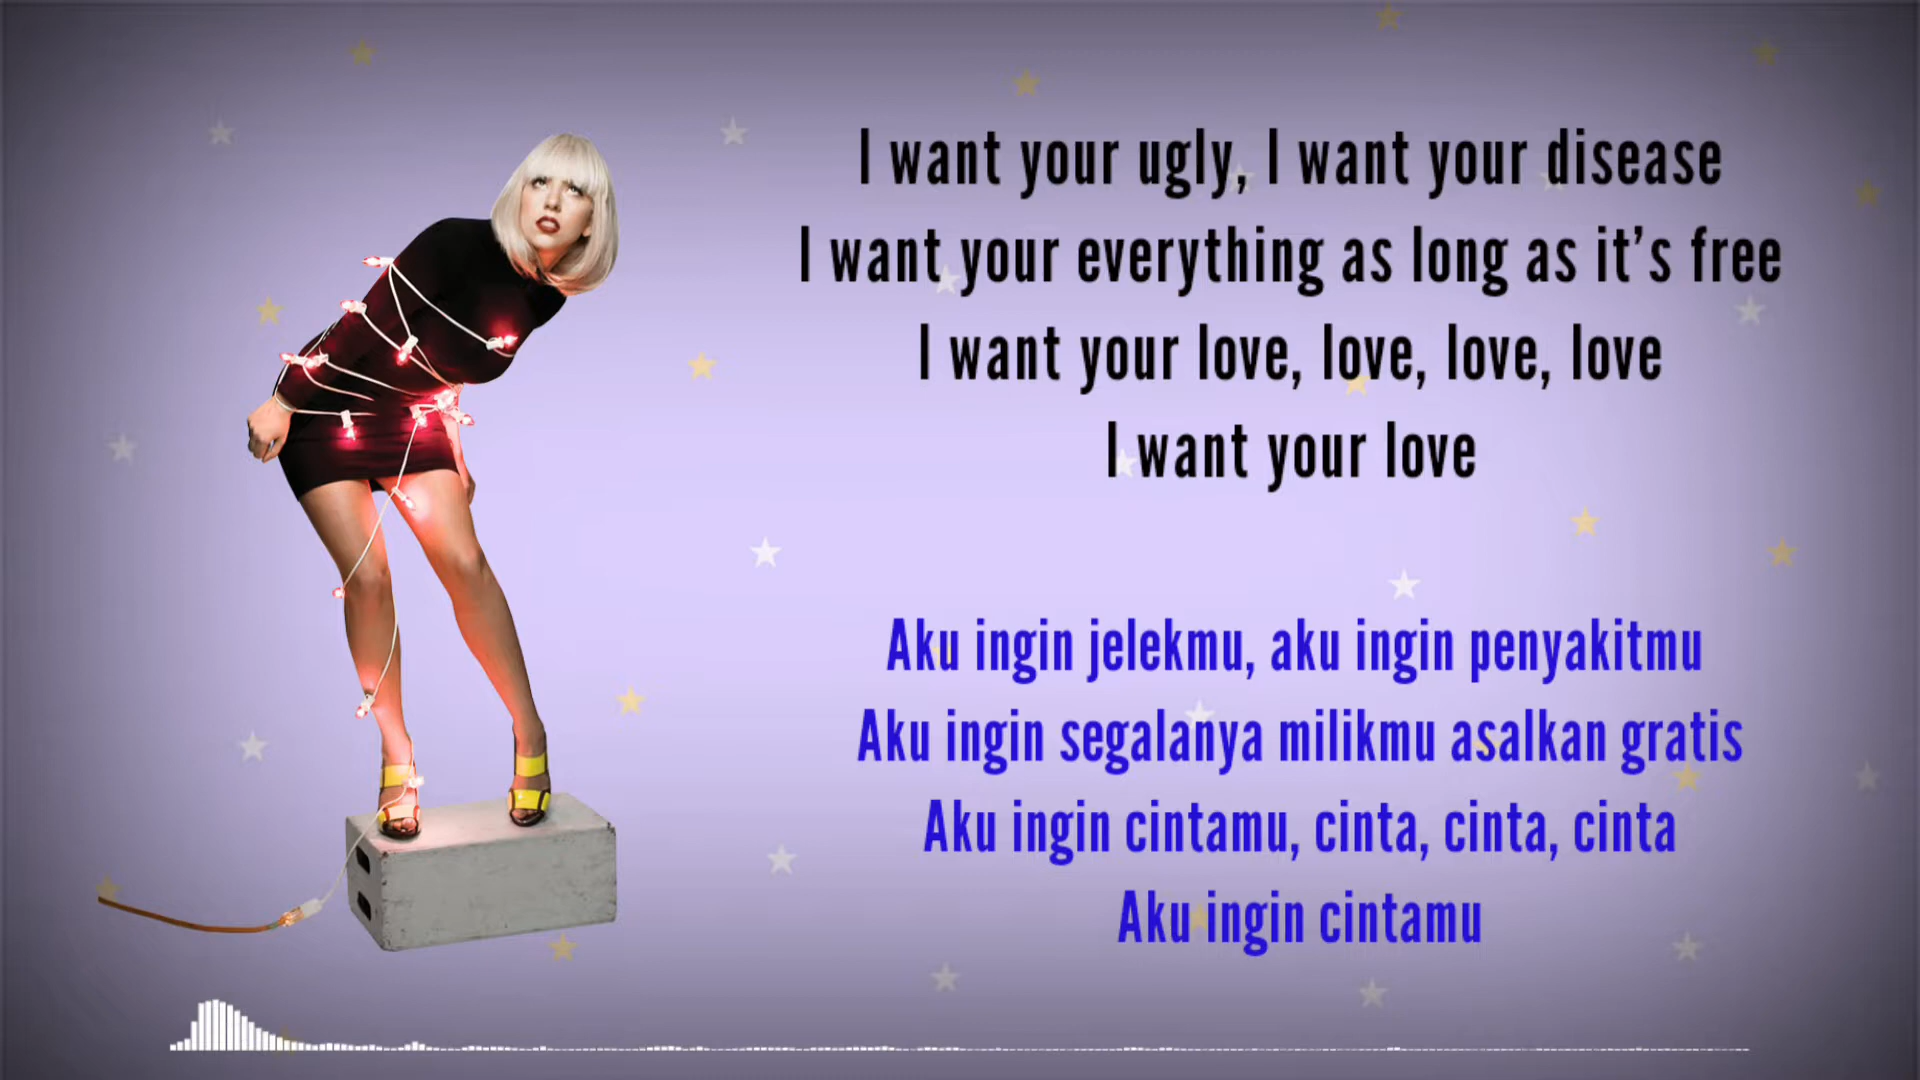 I want your ugly, I want your disease
I want your everything as long as it's free
I want your love, love, love, love
I want your love
Aku ingin jelekmu, aku ingin penyakitmu
Aku ingin segalanya milikmu asalkan gratis
Aku ingin cintamu, cinta, cinta, cinta
Aku ingin cintamu